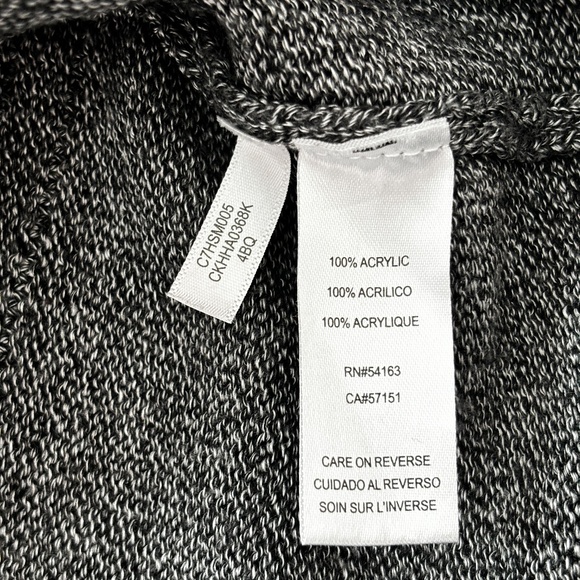 C7HSM005
CKHHA0368K
4BQ
100% ACRYLIC
100% ACRILICO
100% ACRYLIQUE
RN#54163
CA#57151
CARE ON REVERSE
CUIDADO AL REVERSO
SOIN SUR L'INVERSE